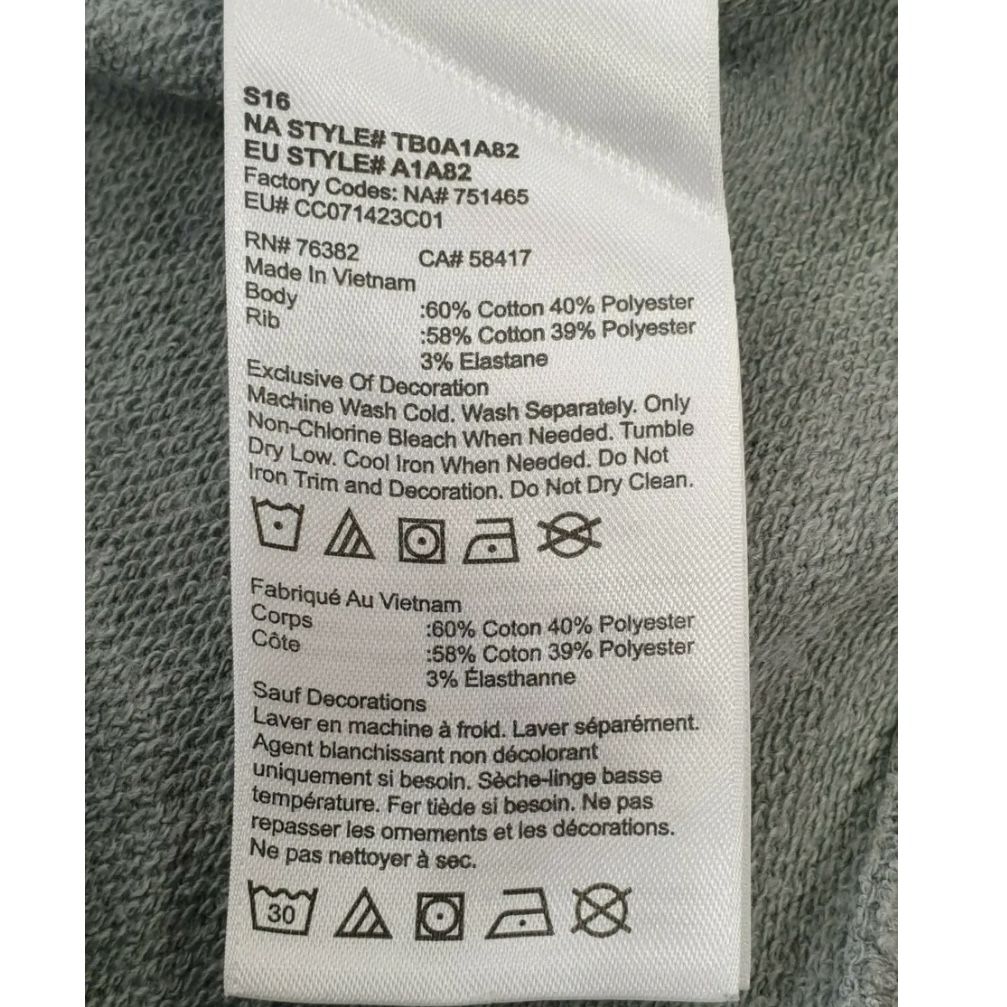 S16
NA STYLE# TB0A1A82
EU STYLE# A1A82
Factory Codes: NA# 751465
EU# CC071423C01
RN# 76382 CA# 58417
Made In Vietnam
Body :60% Cotton 40% Polyester
Rib :58% Cotton 39% Polyester
3% Elastane
Exclusive Of Decoration
Machine Wash Cold. Wash Separately. Only
Non-Chlorine Bleach When Needed. Tumble
Dry Low. Cool Iron When Needed. Do Not
Iron Trim and Decoration. Do Not Dry Clean.
Fabriqué Au Vietnam
Corps :60% Coton 40% Polyester
Côte :58% Coton 39% Polyester
3% Élasthanne
Sauf Decorations
Laver en machine à froid. Laver séparément.
Agent blanchissant non décolorant
uniquement si besoin. Sèche-linge basse
température. Fer tiède si besoin. Ne pas
repasser les omements et les décorations.
Ne pas nettoyer à sec.
30